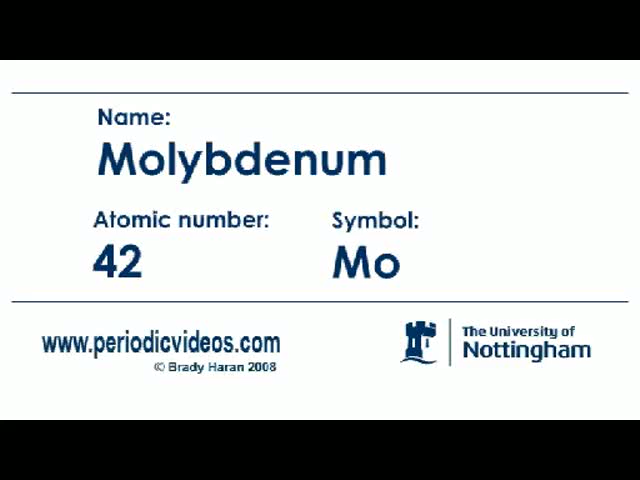 Name:
Molybdenum
Atomic number:
42
Symbol:
Mo
www.periodicvideos.com
© Brady Haran 2008
The University of
Nottingham